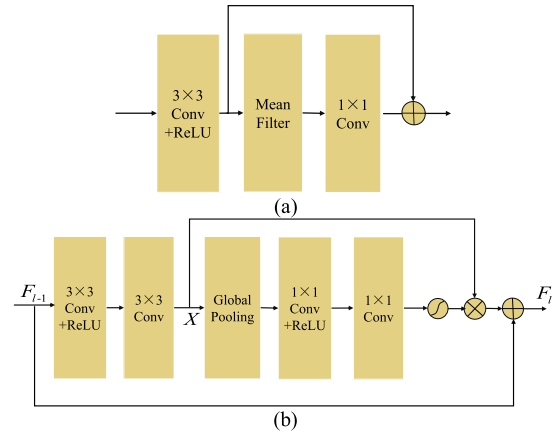 3×3
Conv
+ReLU
Mean
Filter
1×1
Conv
(a)
F_{l-1}
3×3
Conv
+ReLU
3×3
Conv
X
Global
Pooling
1×1
Conv
+ReLU
1×1
Conv
F_l
(b)